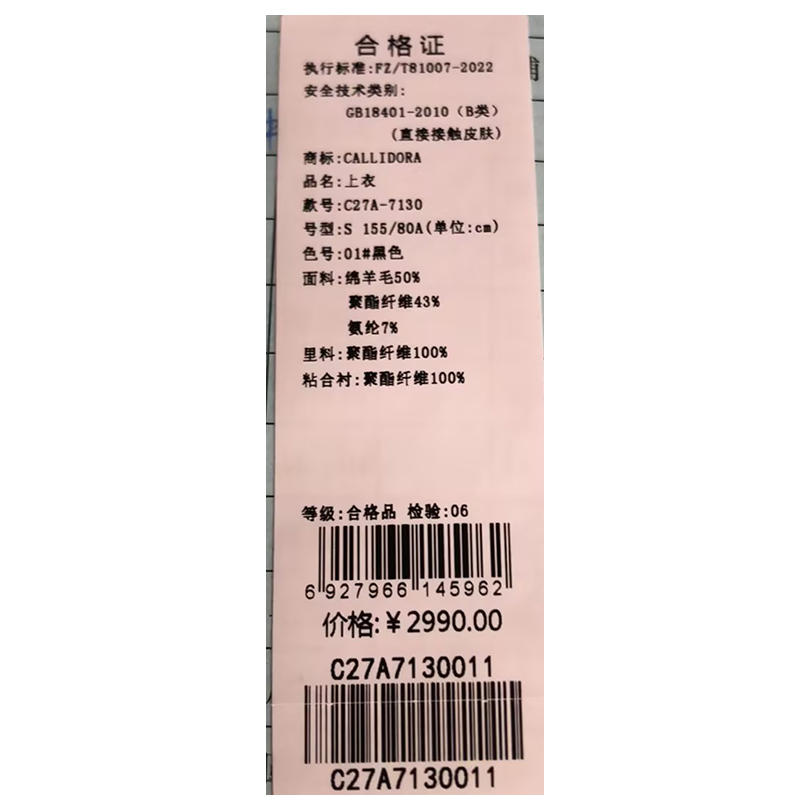 合格证
执行标准:FZ/T81007-2022
安全技术类别:
GB18401-2010（B类）
(直接接触皮肤)
商标:CALLIDORA
品名:上衣
款号:C27A-7130
号型:S 155/80A(单位:cm)
色号:01#黑色
面料:绵羊毛50%
聚酯纤维43%
氨纶7%
里料:聚酯纤维100%
粘合衬:聚酯纤维100%
等级:合格品 检验:06
6 927966 145962
价格:¥2990.00
C27A7130011
C27A7130011